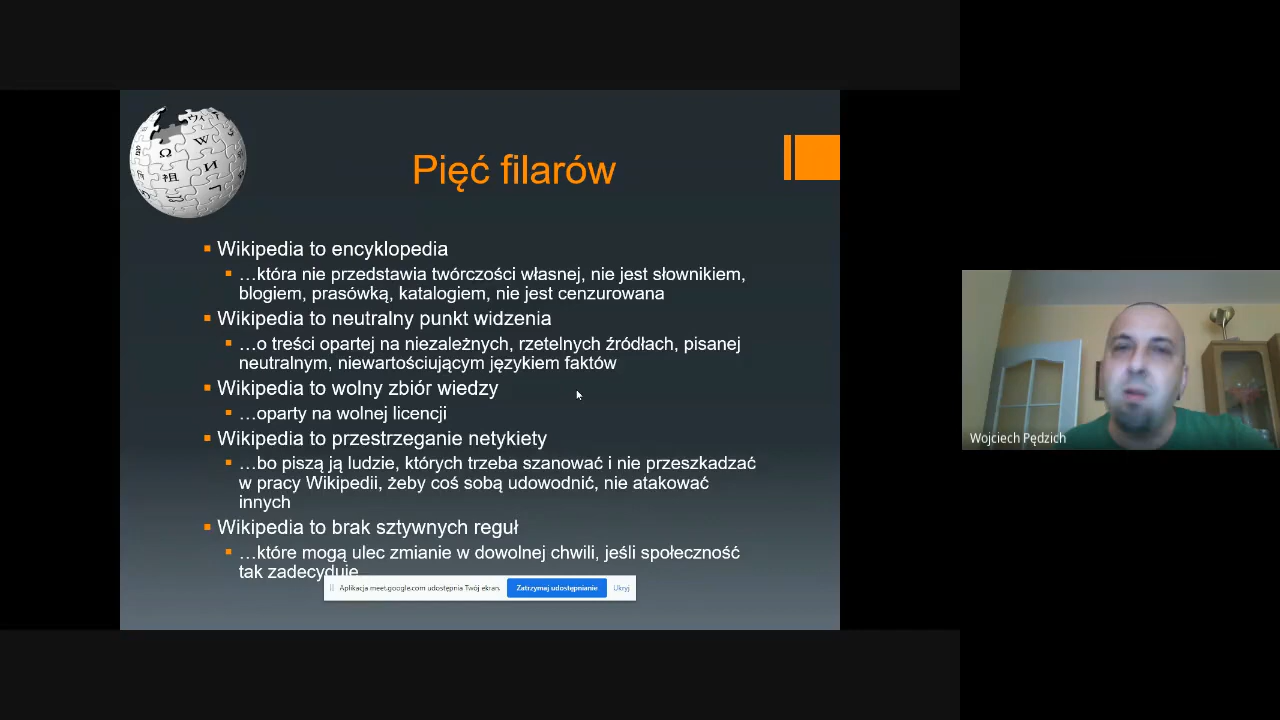 Pięć filarów
Wikipedia to encyklopedia
…która nie przedstawia twórczości własnej, nie jest słownikiem,
blogiem, prasówką, katalogiem, nie jest cenzurowana
Wikipedia to neutralny punkt widzenia
…o treści opartej na niezależnych, rzetelnych źródłach, pisanej
neutralnym, niewartościującym językiem faktów
Wikipedia to wolny zbiór wiedzy
…oparty na wolnej licencji
Wikipedia to przestrzeganie netykiety
…bo piszą ją ludzie, których trzeba szanować i nie przeszkadzać
w pracy Wikipedii, żeby coś sobą udowodnić, nie atakować
innych
Wikipedia to brak sztywnych reguł
…które mogą ulec zmianie w dowolnej chwili, jeśli społeczność
tak zadecyduje
Aplikacja meet.google.com udostępnia Twój ekran.
Zatrzymaj udostępnianie
Ukryj
Wojciech Pędzich
Ω
W
И
祖